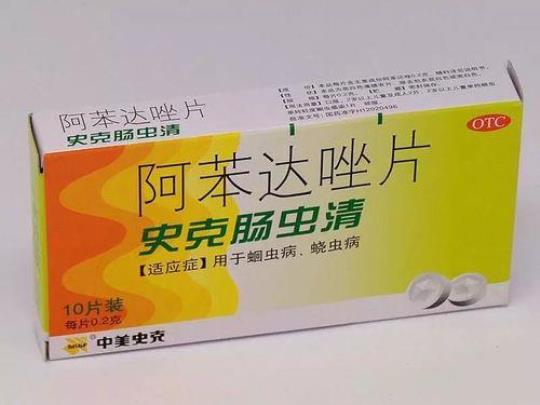 阿苯达唑片
史克肠虫清
OTC
阿苯达唑片
史克肠虫清
【适应症】用于蛔虫病、蛲虫病
10片装
每片0.2克
中美史克